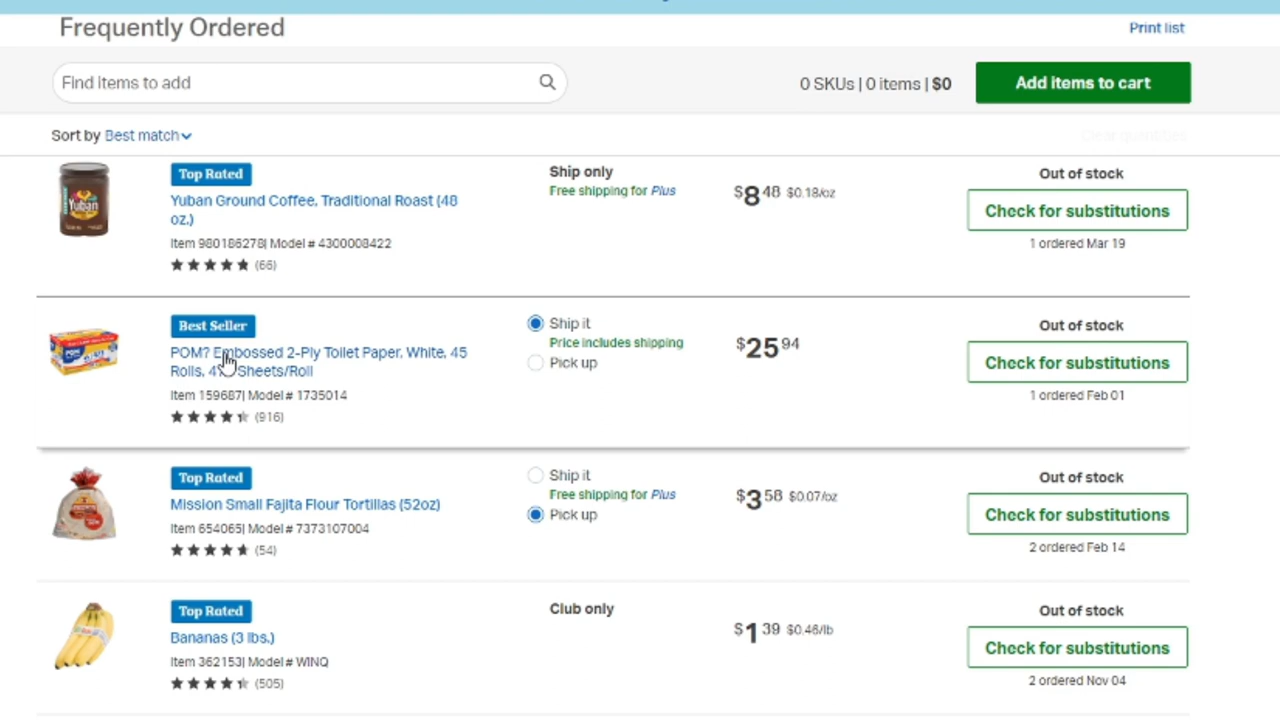 Frequently Ordered
Print list
Find items to add
0 SKUs | 0 items | $0
Add items to cart
Sort by Best match
Clear quantities
Top Rated
Yuban Ground Coffee, Traditional Roast (48
oz.)
Item 980186278| Model # 4300008422
(66)
Ship only
Free shipping for Plus
$8 48 $0.18/oz
Out of stock
Check for substitutions
1 ordered Mar 19
Best Seller
POM? Embossed 2-Ply Toilet Paper, White, 45
Rolls, Sheets/Roll
Item 159687| Model # 1735014
(916)
Ship it
Price includes shipping
Pick up
$25 94
Out of stock
Check for substitutions
1 ordered Feb 01
Top Rated
Mission Small Fajita Flour Tortillas (52oz)
Item 654065| Model # 7373107004
(54)
Ship it
Free shipping for Plus
Pick up
$3 58 $0.07/oz
Out of stock
Check for substitutions
2 ordered Feb 14
Top Rated
Bananas (3 lbs.)
Item 362153| Model # WINQ
(505)
Club only
$1 39 $0.46/lb
Out of stock
Check for substitutions
2 ordered Nov 04
Yuban